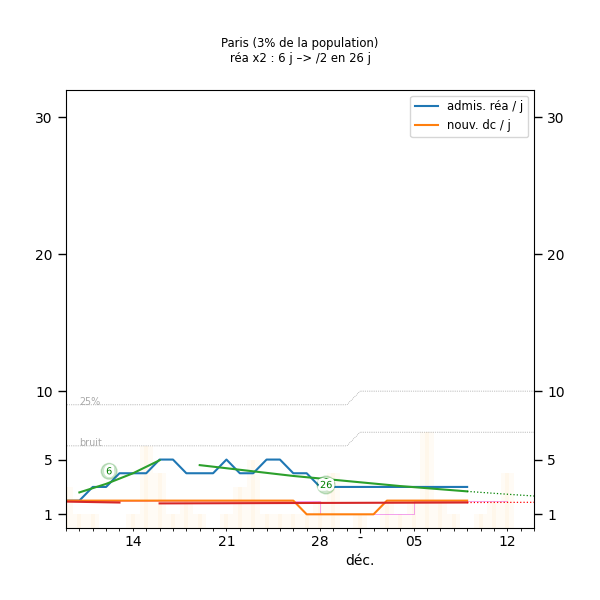 Paris (3% de la population)
réa x2 : 6 j –> /2 en 26 j
admis. réa / j
nouv. dc / j
30 30
20 20
10 10
25%
bruit
5 5
6
26
1 1
14 21 28 - 05 12
déc.